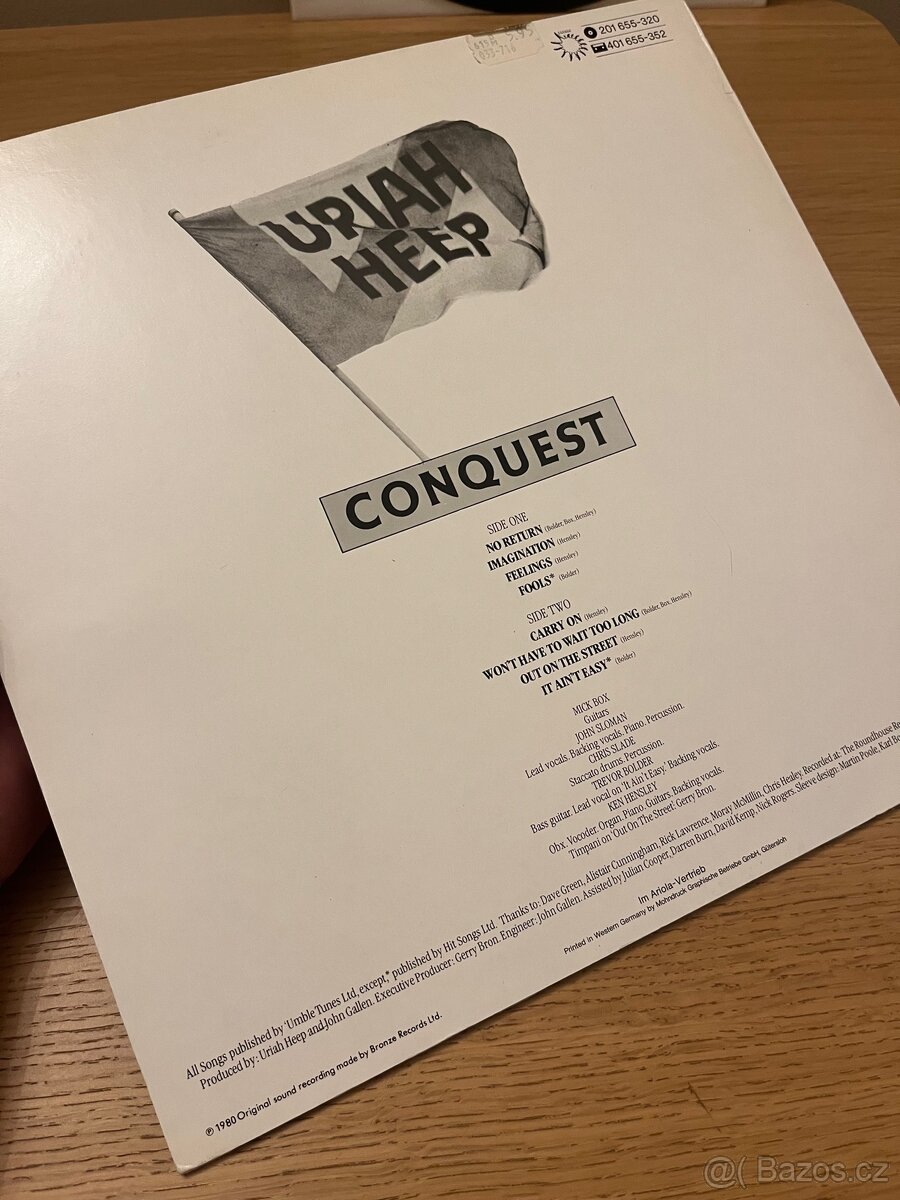 201 655-320
401 655-352
URIAH
HEEP
CONQUEST
SIDE ONE
NO RETURN (Bolder, Box, Hensley)
IMAGINATION (Hensley)
FEELINGS (Hensley)
FOOLS* (Bolder)
SIDE TWO
CARRY ON (Hensley)
WON'T HAVE TO WAIT TOO LONG (Bolder, Box, Hensley)
OUT ON THE STREET (Hensley)
IT AIN'T EASY* (Bolder)
MICK BOX
Guitars
JOHN SLOMAN
Lead vocals. Backing vocals. Piano. Percussion.
CHRIS SLADE
Staccato drums. Percussion.
TREVOR BOLDER
Bass guitar. Lead vocal on 'It Ain't Easy.' Backing vocals.
KEN HENSLEY
Obx. Vocoder. Organ. Piano. Guitars. Backing vocals.
Timpani on 'Out On The Street': Gerry Bron.
All Songs published by 'Umble Tunes Ltd, except,* published by Hit Songs Ltd. Thanks to: Dave Green, Alistair Cunningham, Rick Lawrence, Moray McMillin, Chris Healey. Recorded at: The Roundhouse
Produced by: Uriah Heep and John Gallen. Executive Producer: Gerry Bron. Engineer: John Gallen. Assisted by Julian Cooper, Darren Burn, David Kemp, Nick Rogers. Sleeve design: Martin Poole, Karl
Im Ariola-Vertrieb
Printed in Western Germany by Mohndruck Graphische Betriebe GmbH, Gütersloh
℗ 1980 Original sound recording made by Bronze Records Ltd.
@( Bazos.cz